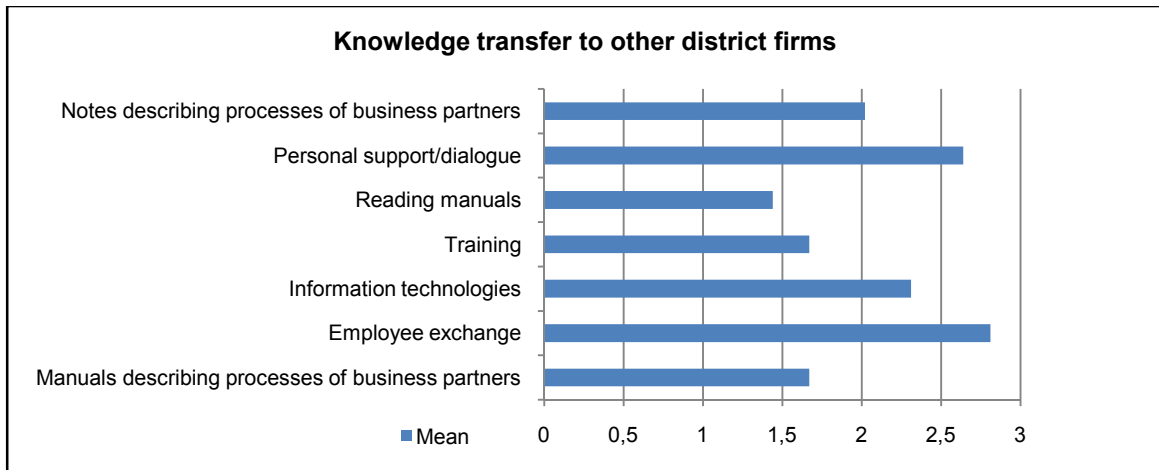 Knowledge transfer to other district firms
Notes describing processes of business partners
Personal support/dialogue
Reading manuals
Training
Information technologies
Employee exchange
Manuals describing processes of business partners
Mean
0 0,5 1 1,5 2 2,5 3